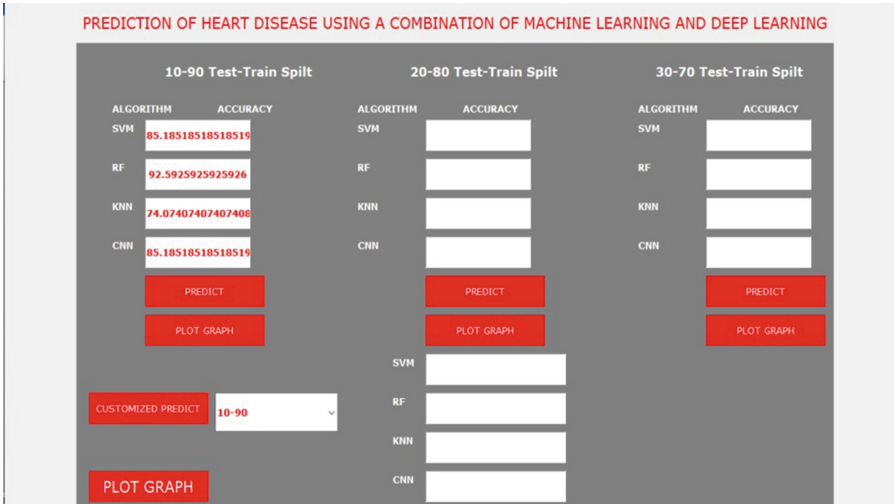 PREDICTION OF HEART DISEASE USING A COMBINATION OF MACHINE LEARNING AND DEEP LEARNING
10-90 Test-Train Spilt 20-80 Test-Train Spilt 30-70 Test-Train Spilt
ALGORITHM ACCURACY ALGORITHM ACCURACY ALGORITHM ACCURACY
SVM 85.18518518518519 SVM SVM
RF 92.5925925925926 RF RF
KNN 74.07407407407408 KNN KNN
CNN 85.18518518518519 CNN CNN
PREDICT PREDICT PREDICT
PLOT GRAPH PLOT GRAPH PLOT GRAPH
SVM
CUSTOMIZED PREDICT 10-90 RF
KNN
PLOT GRAPH CNN